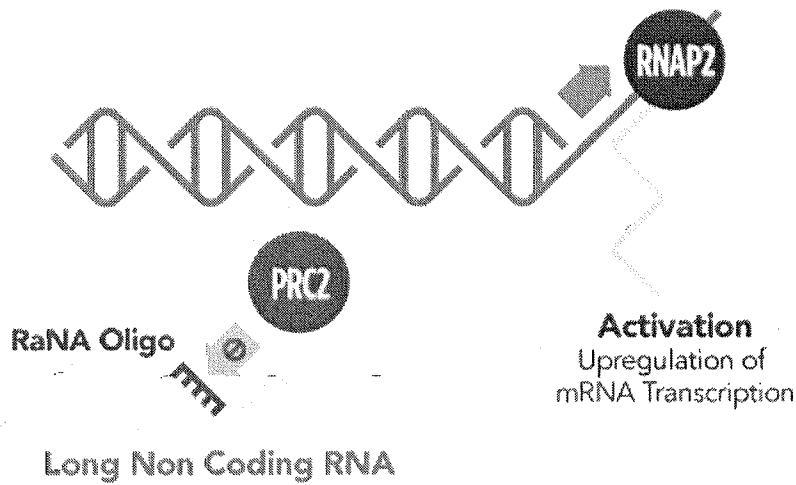 RNAP2
PRC2
RaNA Oligo
Activation
Upregulation of
mRNA Transcription
Long Non Coding RNA